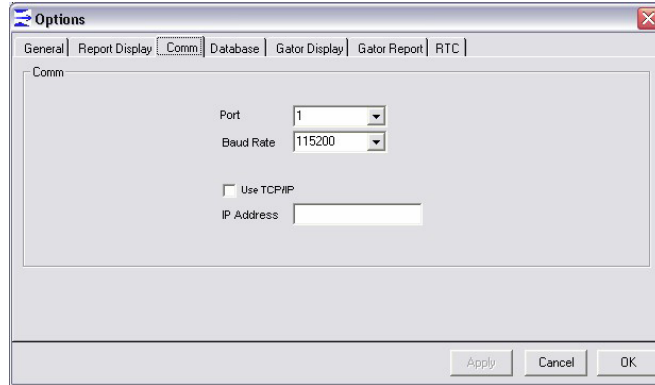 Options
General Report Display Comm Database Gator Display Gator Report RTC
Comm
Port 1
Baud Rate 115200
Use TCP/IP
IP Address
Apply Cancel OK